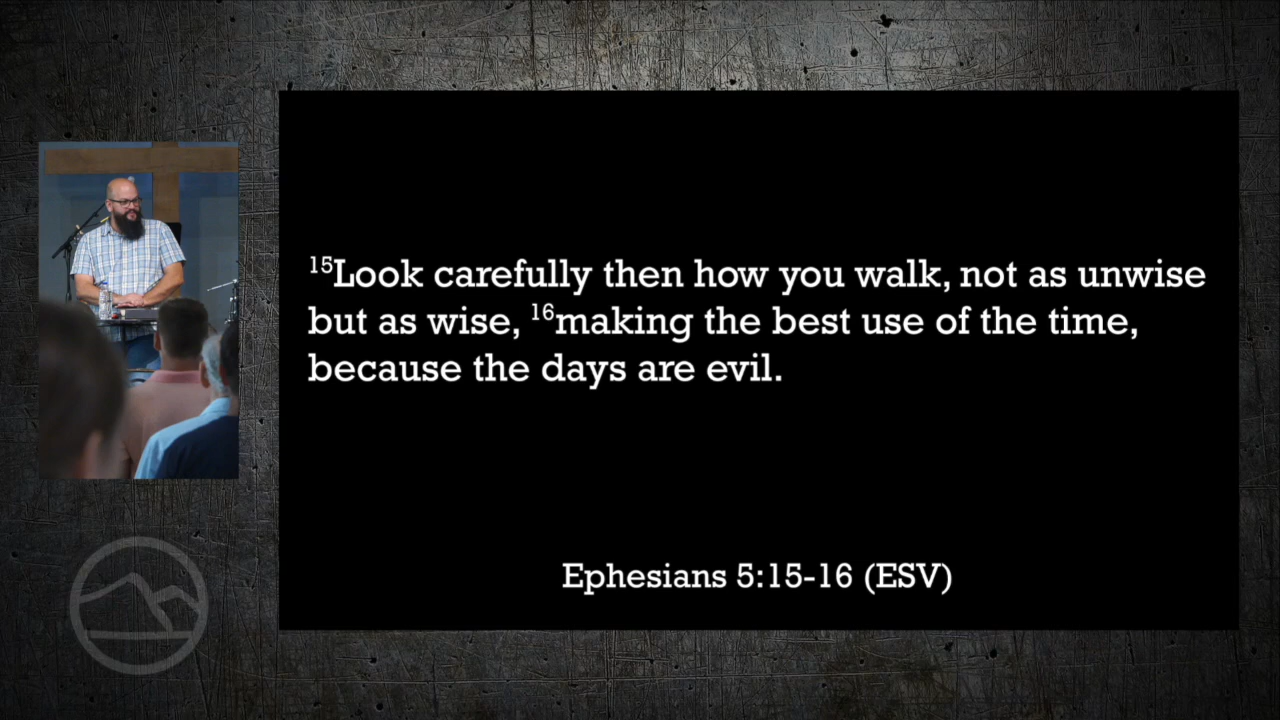 15Look carefully then how you walk, not as unwise
but as wise, 16making the best use of the time,
because the days are evil.
Ephesians 5:15-16 (ESV)